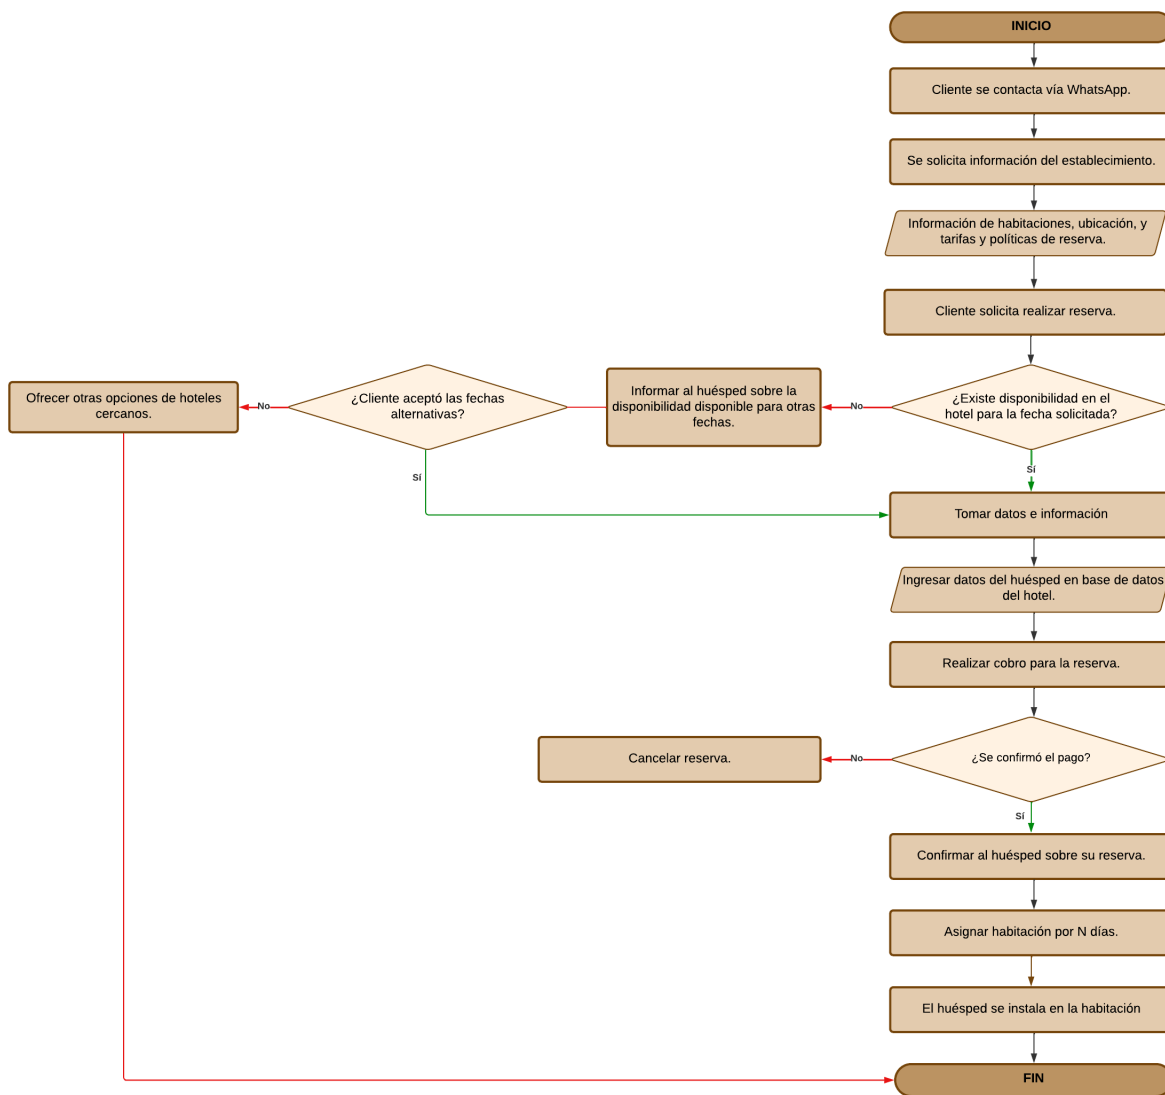 INICIO
Cliente se contacta vía WhatsApp.
Se solicita información del establecimiento.
Información de habitaciones, ubicación, y
tarifas y políticas de reserva.
Cliente solicita realizar reserva.
¿Existe disponibilidad en el
hotel para la fecha solicitada?
No
Informar al huésped sobre la
disponibilidad disponible para otras
fechas.
¿Cliente aceptó las fechas
alternativas?
No
Ofrecer otras opciones de hoteles
cercanos.
Sí
Sí
Tomar datos e información
Ingresar datos del huésped en base de datos
del hotel.
Realizar cobro para la reserva.
¿Se confirmó el pago?
No
Cancelar reserva.
Sí
Confirmar al huésped sobre su reserva.
Asignar habitación por N días.
El huésped se instala en la habitación
FIN